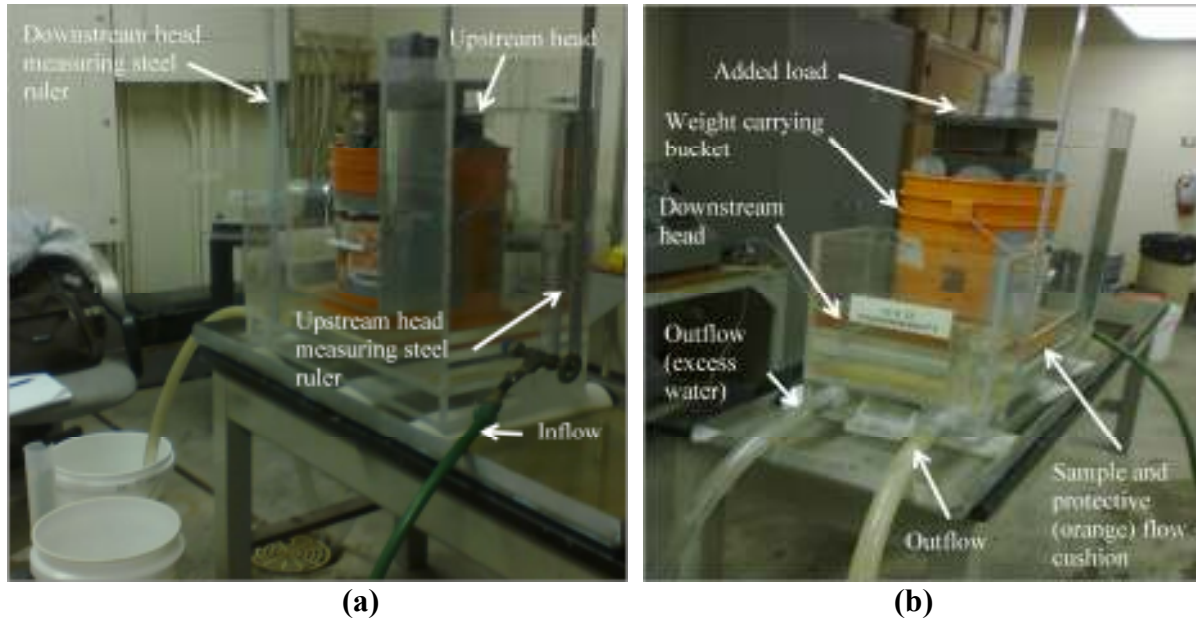 Downstream head
measuring steel
ruler
Upstream head
Upstream head
measuring steel
ruler
Inflow
(a)
Added load
Weight carrying
bucket
Downstream
head
Outflow
(excess
water)
Outflow
Sample and
protective
(orange) flow
cushion
(b)